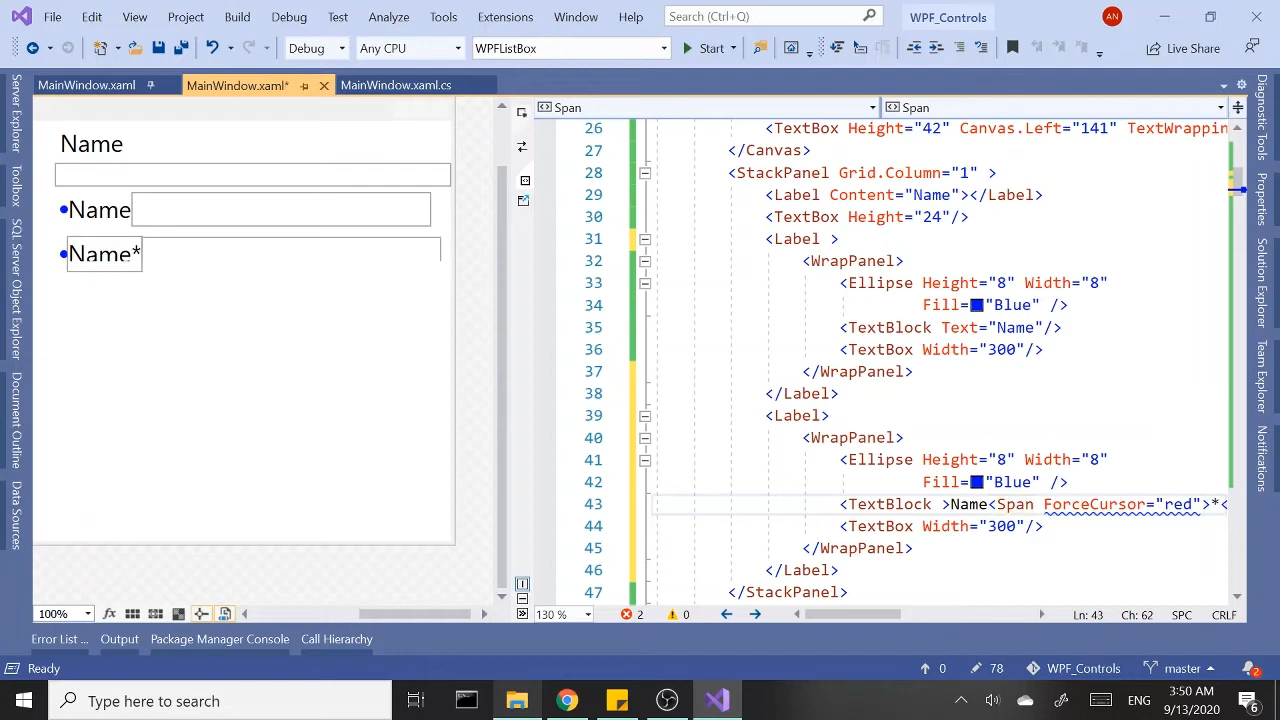 File Edit View Project Build Debug Test Analyze Tools Extensions Window Help Search (Ctrl+Q) WPF_Controls AN
Debug Any CPU WPFListBox Start Live Share
MainWindow.xaml MainWindow.xaml* MainWindow.xaml.cs
Server Explorer
Toolbox
SQL Server Object Explorer
Document Outline
Data Sources
Name
Name
Name*
100% fx
Span Span
26 <TextBox Height="42" Canvas.Left="141" TextWrappin
27 </Canvas>
28 <StackPanel Grid.Column="1" >
29 <Label Content="Name"></Label>
30 <TextBox Height="24"/>
31 <Label >
32 <WrapPanel>
33 <Ellipse Height="8" Width="8"
34 Fill="Blue" />
35 <TextBlock Text="Name"/>
36 <TextBox Width="300"/>
37 </WrapPanel>
38 </Label>
39 <Label>
40 <WrapPanel>
41 <Ellipse Height="8" Width="8"
42 Fill="Blue" />
43 <TextBlock >Name<Span ForceCursor="red">*<
44 <TextBox Width="300"/>
45 </WrapPanel>
46 </Label>
47 </StackPanel>
130 % 2 0 Ln: 43 Ch: 62 SPC CRLF
Diagnostic Tools
Properties
Solution Explorer
Team Explorer
Notifications
Error List ... Output Package Manager Console Call Hierarchy
Ready 0 78 WPF_Controls master 2
Type here to search ENG :50 AM 9/13/2020 6